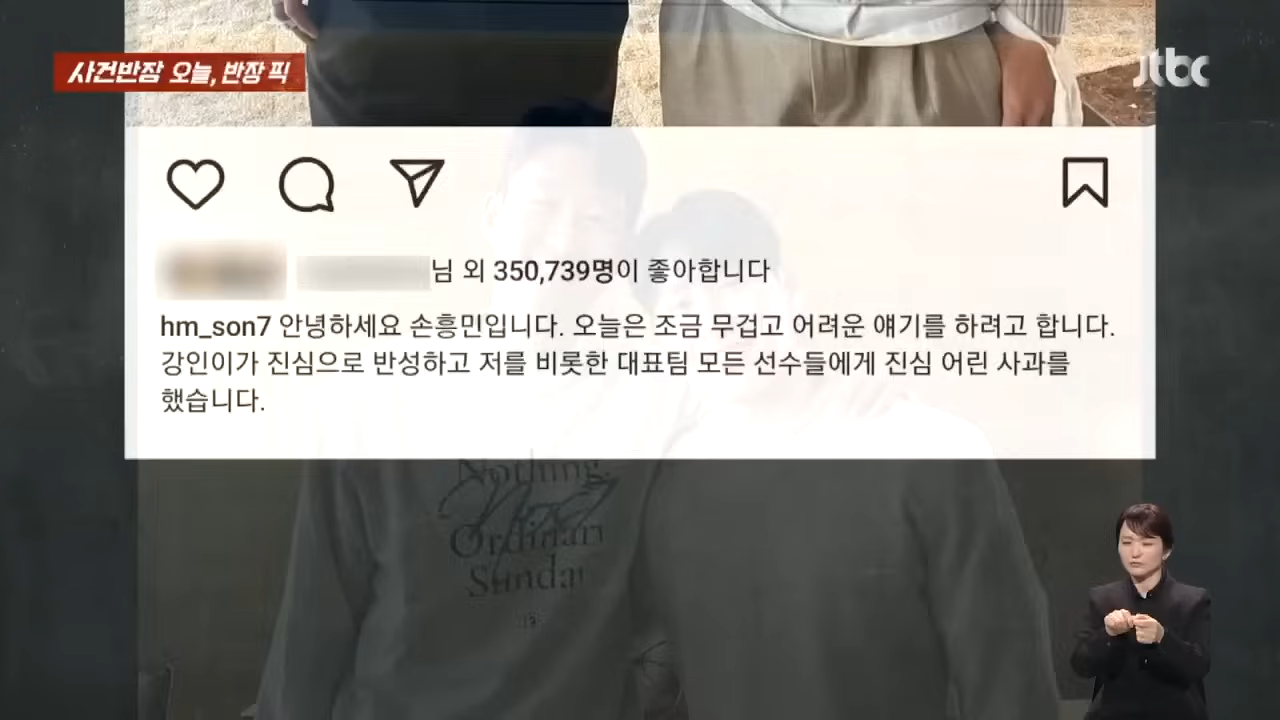 사건반장 오늘, 반장 픽
jtbc
님 외 350,739명이 좋아합니다
hm_son7 안녕하세요 손흥민입니다. 오늘은 조금 무겁고 어려운 얘기를 하려고 합니다.
강인이가 진심으로 반성하고 저를 비롯한 대표팀 모든 선수들에게 진심 어린 사과를
했습니다.
Nothing
Ordinary
Sunday